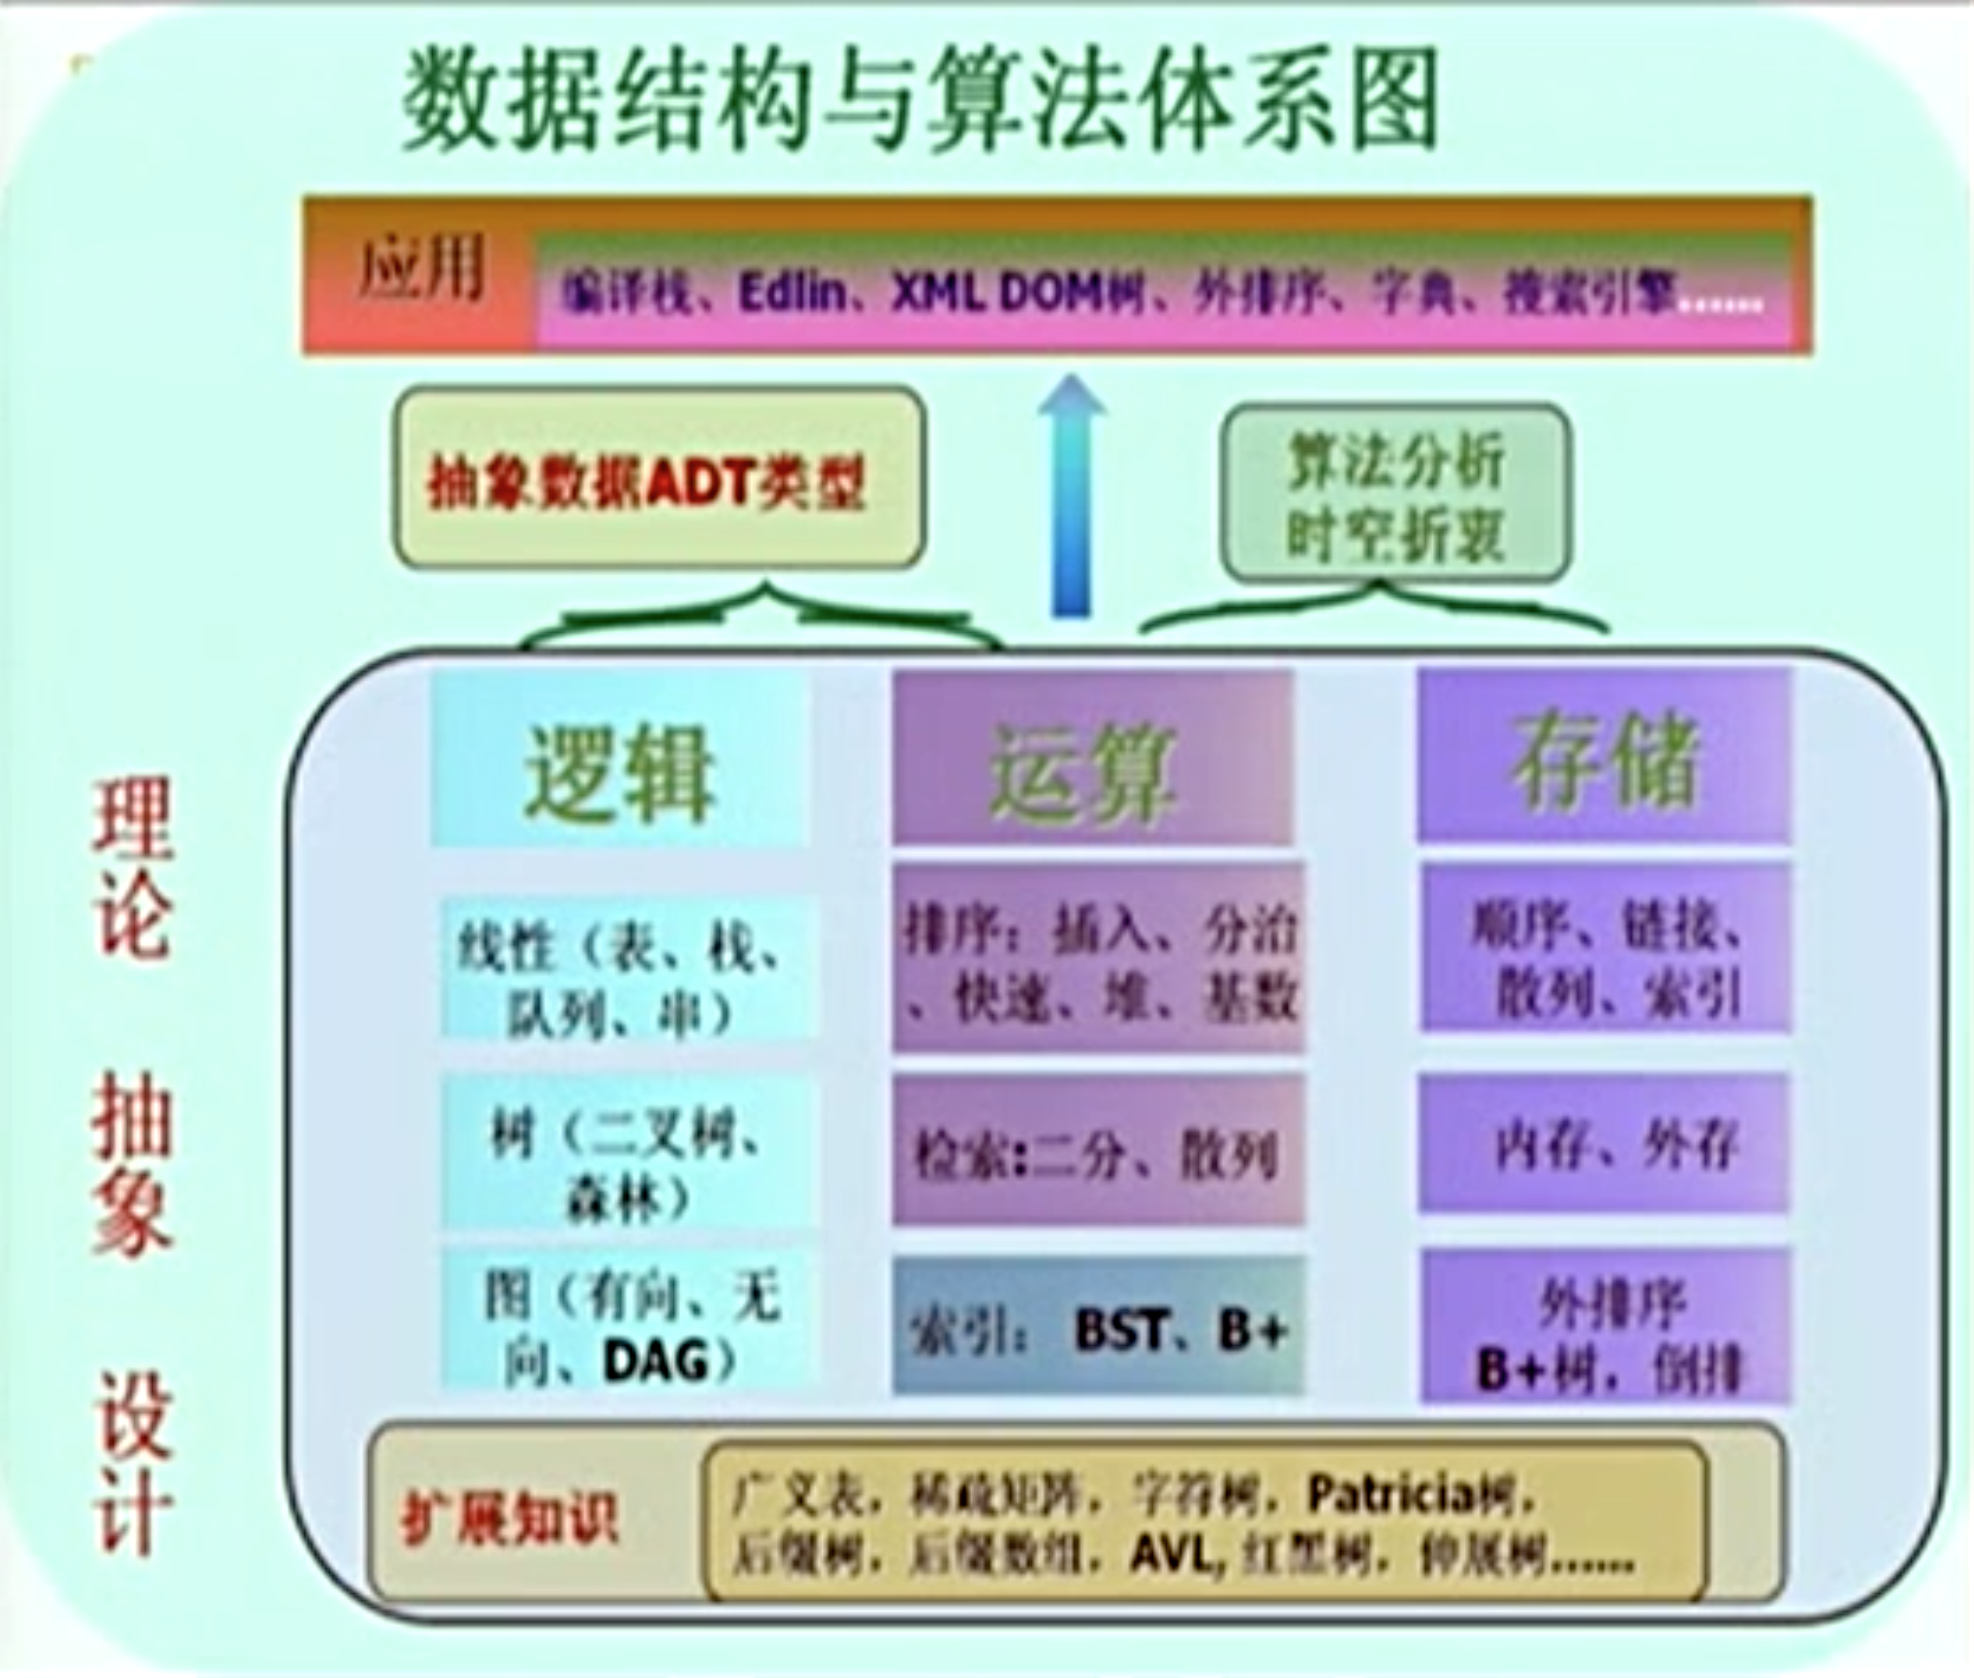 数据结构与算法体系图
应用
编译栈、Edlin、XML DOM树、外排序、字典、搜索引擎......
抽象数据ADT类型
算法分析
时空折衷
理论
抽象
设计
逻辑
运算
存储
线性（表、栈、
队列、串）
排序：插入、分治
、快速、堆、基数
顺序、链接、
散列、索引
树（二叉树、
森林）
检索:二分、散列
内存、外存
图（有向、无
向、DAG）
索引： BST、B+
外排序
B+树，倒排
扩展知识
广义表，稀疏矩阵，字符树，Patricia树，
后缀树，后缀数组，AVL, 红黑树，伸展树......